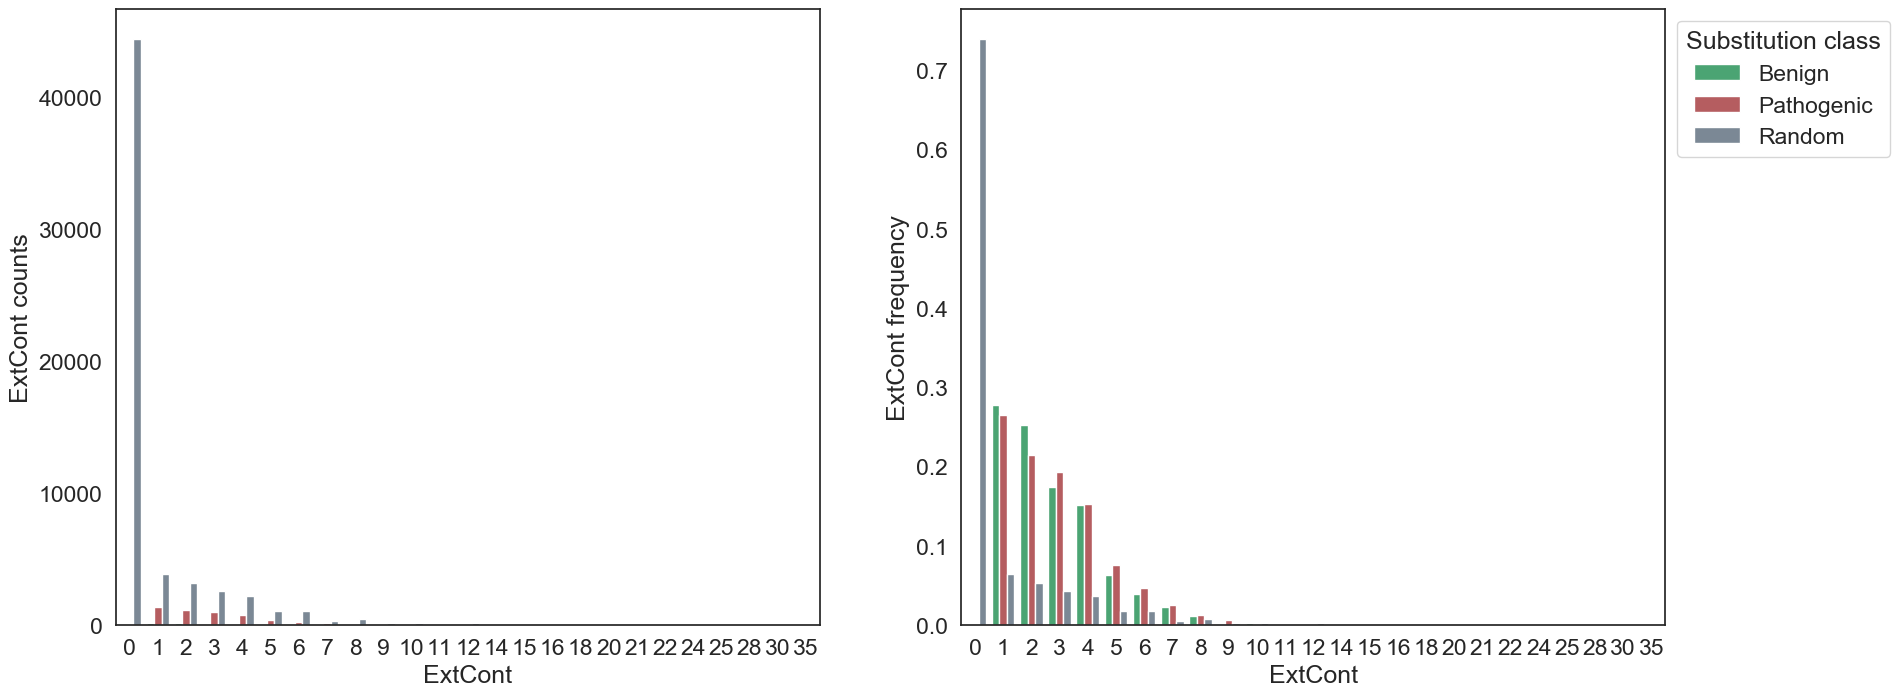 ExtCont counts
40000
30000
20000
10000
0
0 1 2 3 4 5 6 7 8 9 10 11 12 14 15 16 18 20 21 22 24 25 28 30 35
ExtCont
ExtCont frequency
0.7
0.6
0.5
0.4
0.3
0.2
0.1
0.0
0 1 2 3 4 5 6 7 8 9 10 11 12 14 15 16 18 20 21 22 24 25 28 30 35
ExtCont
Substitution class
Benign
Pathogenic
Random